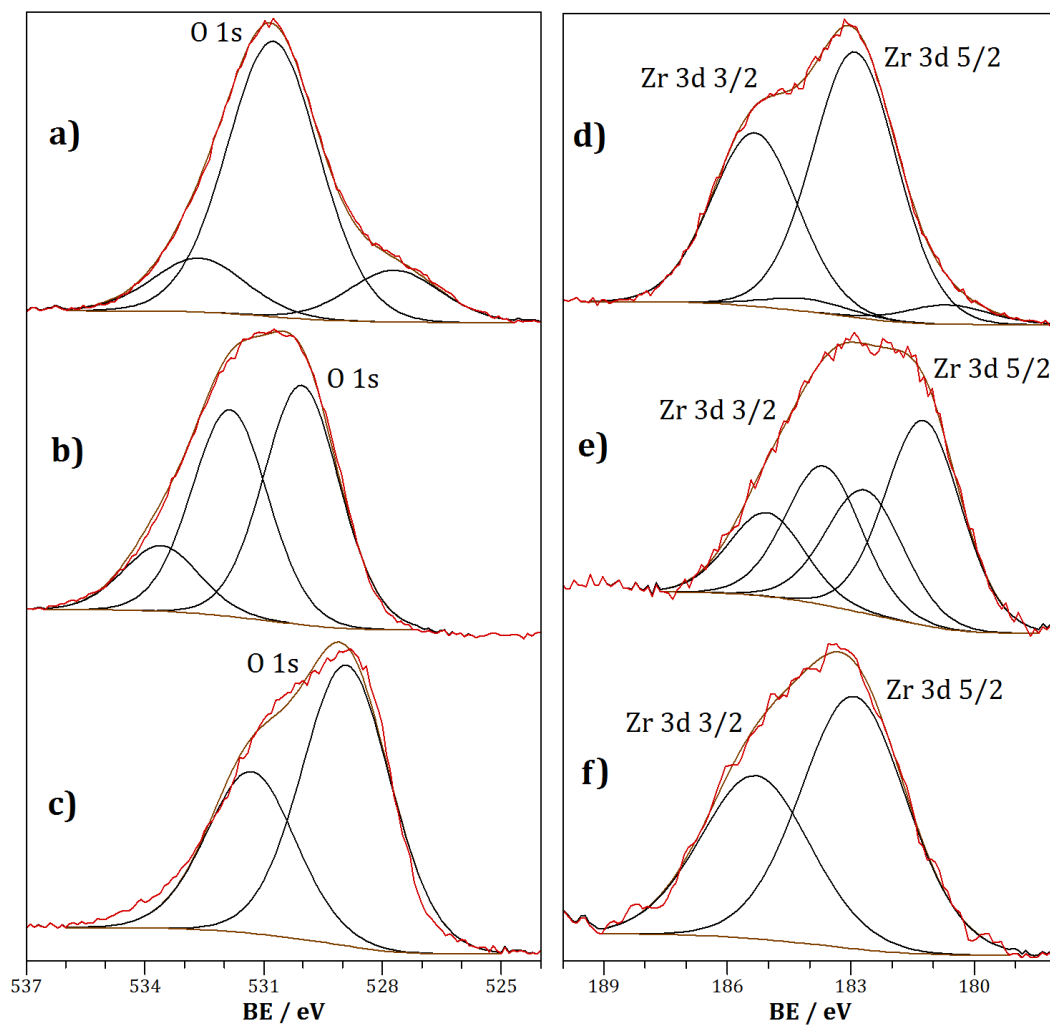 O 1s
a)
O 1s
b)
O 1s
c)
537
534
531
528
525
BE / eV
Zr 3d 5/2
Zr 3d 3/2
d)
Zr 3d 5/2
Zr 3d 3/2
e)
Zr 3d 5/2
Zr 3d 3/2
f)
189
186
183
180
BE / eV